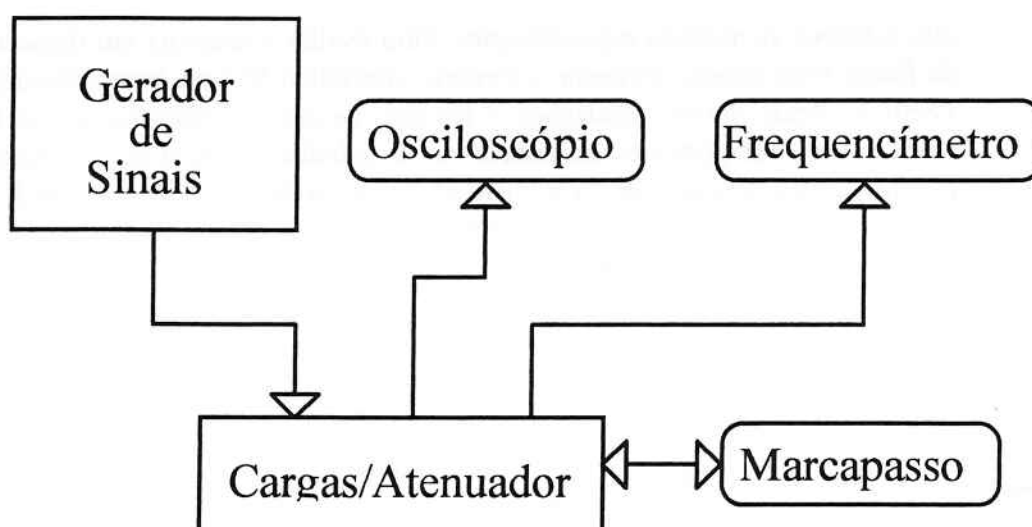 Gerador
de
Sinais
Osciloscópio
Frequencímetro
Cargas/Atenuador
Marcapasso